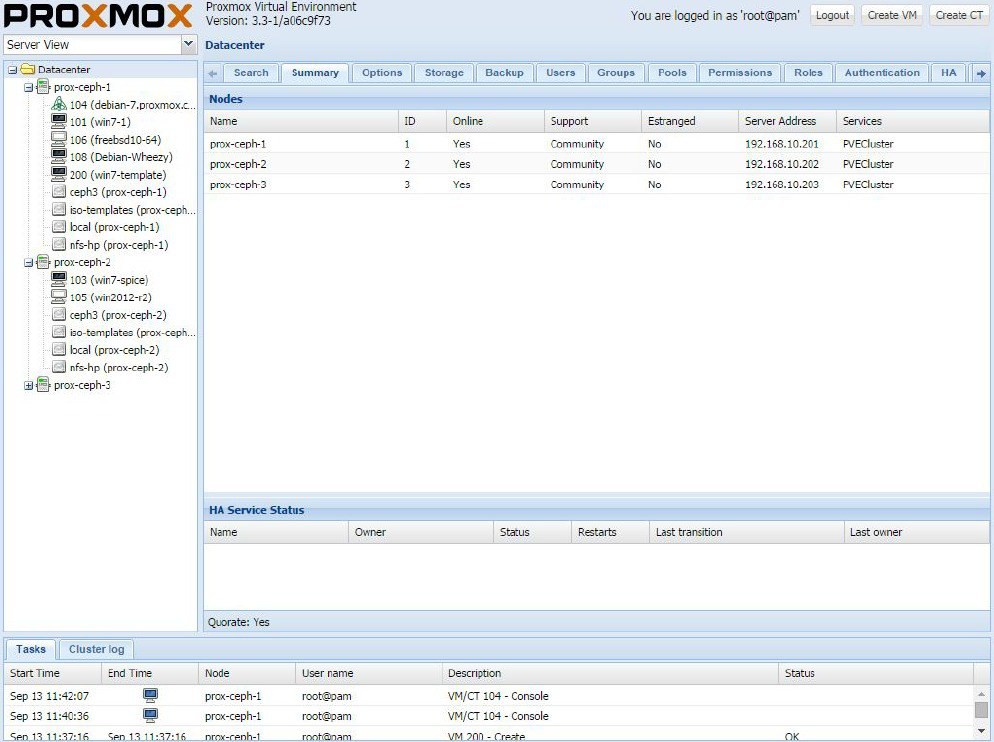 PROXMOX
Proxmox Virtual Environment
Version: 3.3-1/a06c9f73
You are logged in as 'root@pam' Logout Create VM Create CT
Server View
Datacenter
Search Summary Options Storage Backup Users Groups Pools Permissions Roles Authentication HA
Datacenter
prox-ceph-1
104 (debian-7.proxmox.c...
101 (win7-1)
106 (freebsd10-64)
108 (Debian-Wheezy)
200 (win7-template)
ceph3 (prox-ceph-1)
iso-templates (prox-ceph...
local (prox-ceph-1)
nfs-hp (prox-ceph-1)
prox-ceph-2
103 (win7-spice)
105 (win2012-r2)
ceph3 (prox-ceph-2)
iso-templates (prox-ceph...
local (prox-ceph-2)
nfs-hp (prox-ceph-2)
prox-ceph-3
Nodes
Name ID Online Support Estranged Server Address Services
prox-ceph-1 1 Yes Community No 192.168.10.201 PVECluster
prox-ceph-2 2 Yes Community No 192.168.10.202 PVECluster
prox-ceph-3 3 Yes Community No 192.168.10.203 PVECluster
HA Service Status
Name Owner Status Restarts Last transition Last owner
Quorate: Yes
Tasks Cluster log
Start Time End Time Node User name Description Status
Sep 13 11:42:07 prox-ceph-1 root@pam VM/CT 104 - Console
Sep 13 11:40:36 prox-ceph-1 root@pam VM/CT 104 - Console
Sep 13 11:37:16 Sep 13 11:37:16 prox-ceph-1 root@pam VM 200 - Create OK